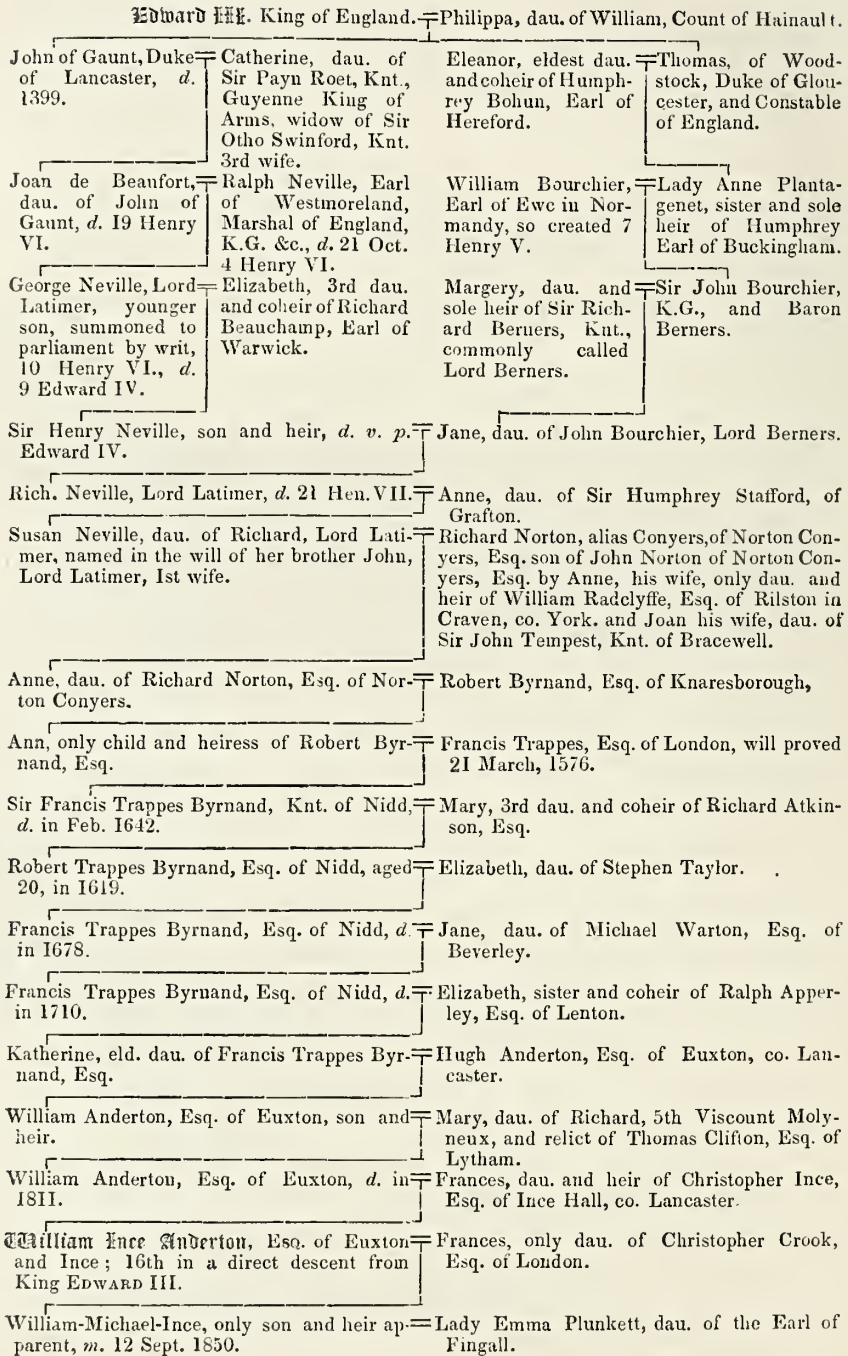 Edward III. King of England.=Philippa, dau. of William, Count of Hainault.
John of Gaunt, Duke
of Lancaster, d.
1399.
Catherine, dau. of
Sir Payn Roet, Knt.,
Guyenne King of
Arms, widow of Sir
Otho Swinford, Knt.
3rd wife.
Eleanor, eldest dau.
and coheir of Humph-
rey Bohun, Earl of
Hereford.
Thomas, of Wood-
stock, Duke of Glou-
cester, and Constable
of England.
Joan de Beaufort,
dau. of John of
Gaunt, d. 19 Henry
VI.
Ralph Neville, Earl
of Westmoreland,
Marshal of England,
K.G. &c., d. 21 Oct.
4 Henry VI.
William Bourchier,
Earl of Ewe in Nor-
mandy, so created 7
Henry V.
Lady Anne Planta-
genet, sister and sole
heir of Humphrey
Earl of Buckingham.
George Neville, Lord
Latimer, younger
son, summoned to
parliament by writ,
10 Henry VI., d.
9 Edward IV.
Elizabeth, 3rd dau.
and coheir of Richard
Beauchamp, Earl of
Warwick.
Margery, dau. and
sole heir of Sir Rich-
ard Berners, Knt.,
commonly called
Lord Berners.
Sir John Bourchier,
K.G., and Baron
Berners.
Sir Henry Neville, son and heir, d. v. p.
Edward IV.
Jane, dau. of John Bourchier, Lord Berners.
Rich. Neville, Lord Latimer, d. 21 Hen. VII.
Anne, dau. of Sir Humphrey Stafford, of
Grafton.
Susan Neville, dau. of Richard, Lord Lati-
mer, named in the will of her brother John,
Lord Latimer, 1st wife.
Richard Norton, alias Conyers, of Norton Con-
yers, Esq. son of John Norton of Norton Con-
yers, Esq. by Anne, his wife, only dau. and
heir of William Radclyffe, Esq. of Rilston in
Craven, co. York. and Joan his wife, dau. of
Sir John Tempest, Knt. of Bracewell.
Anne, dau. of Richard Norton, Esq. of Nor-
ton Conyers.
Robert Byrnand, Esq. of Knaresborough,
Ann, only child and heiress of Robert Byr-
nand, Esq.
Francis Trappes, Esq. of London, will proved
21 March, 1576.
Sir Francis Trappes Byrnand, Knt. of Nidd,
d. in Feb. 1642.
Mary, 3rd dau. and coheir of Richard Atkin-
son, Esq.
Robert Trappes Byrnand, Esq. of Nidd, aged
20, in 1619.
Elizabeth, dau. of Stephen Taylor.
Francis Trappes Byrnand, Esq. of Nidd, d.
in 1678.
Jane, dau. of Michael Warton, Esq. of
Beverley.
Francis Trappes Byrnand, Esq. of Nidd, d.
in 1710.
Elizabeth, sister and coheir of Ralph Apper-
ley, Esq. of Lenton.
Katherine, eld. dau. of Francis Trappes Byr-
nand, Esq.
Hugh Anderton, Esq. of Euxton, co. Lan-
caster.
William Anderton, Esq. of Euxton, son and
heir.
Mary, dau. of Richard, 5th Viscount Moly-
neux, and relict of Thomas Clifton, Esq. of
Lytham.
William Anderton, Esq. of Euxton, d. in
1811.
Frances, dau. and heir of Christopher Ince,
Esq. of Ince Hall, co. Lancaster.
William Ince Anderton, Esq. of Euxton
and Ince; 16th in a direct descent from
King EDWARD III.
Frances, only dau. of Christopher Crook,
Esq. of London.
William-Michael-Ince, only son and heir ap-
parent, m. 12 Sept. 1850.
Lady Emma Plunkett, dau. of the Earl of
Fingall.